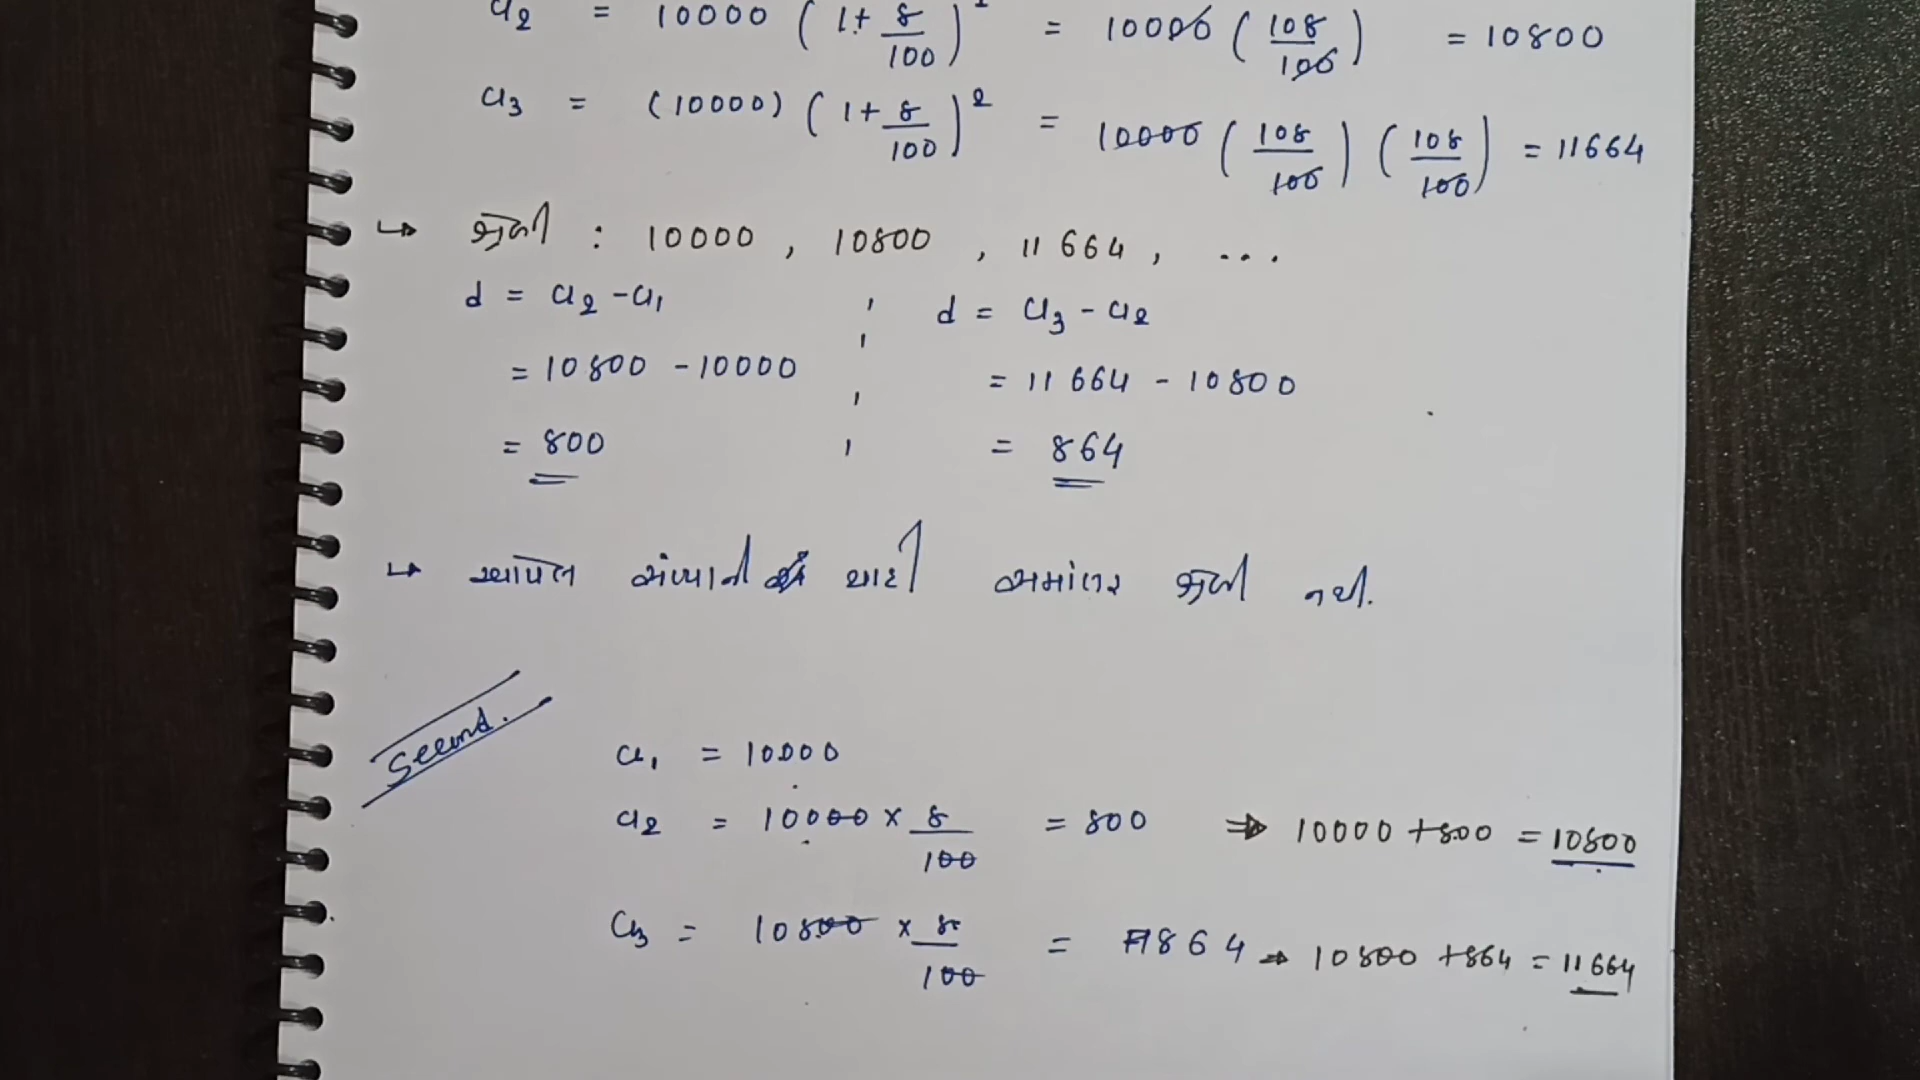 a2 = 10000 (1+8/100)^1 = 10000 (108/100) = 10800
a3 = (10000) (1+8/100)^2 = 10000 (108/100) (108/100) = 11664
↳ શ્રેણી : 10000 , 10800 , 11664 , ...
d = a2 - a1 d = a3 - a2
= 10800 - 10000 = 11664 - 10800
= 800 = 864
↳ આપેલ સંખ્યાની યાદી સમાંતર શ્રેણી નથી.
Second.
a1 = 10000
a2 = 10000 × 8/100 = 800 ⇒ 10000 + 800 = 10800
a3 = 10800 × 8/100 = 864 ⇒ 10800 + 864 = 11664